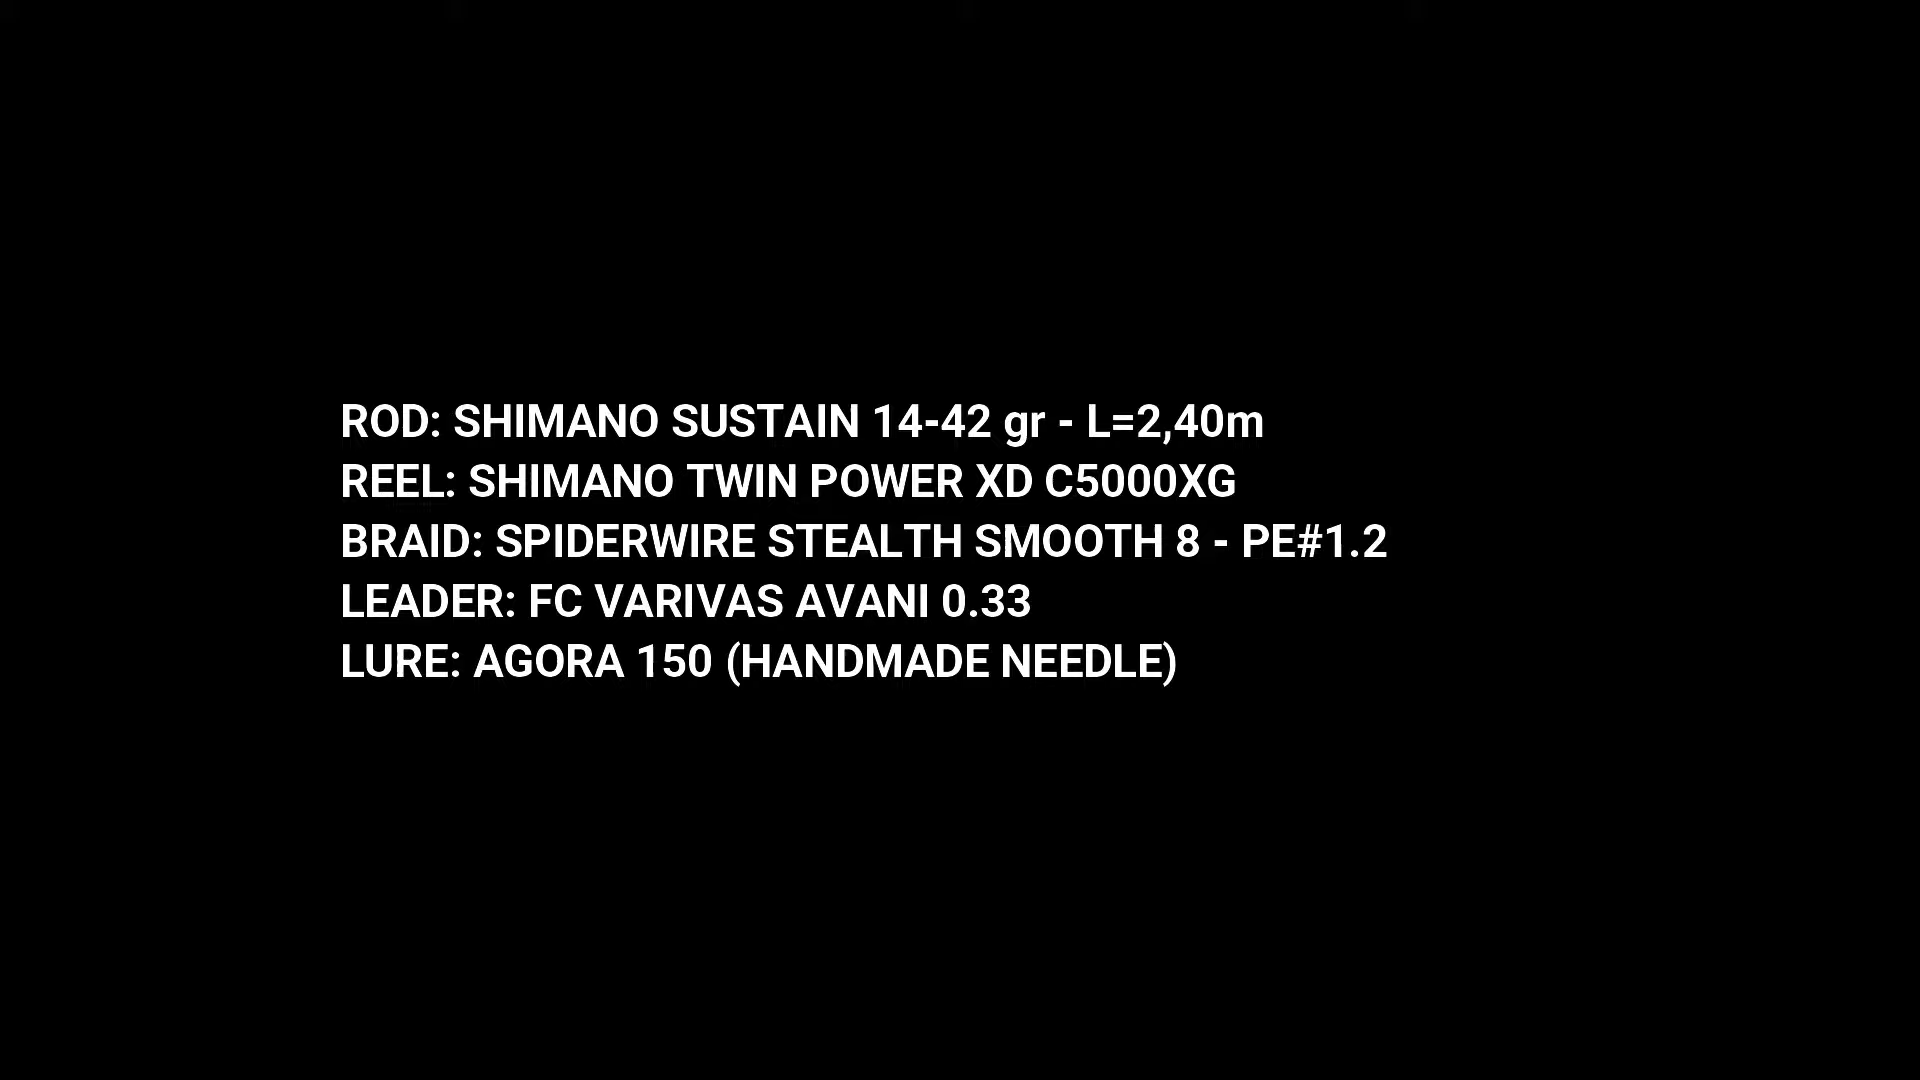 ROD: SHIMANO SUSTAIN 14-42 gr - L=2,40m
REEL: SHIMANO TWIN POWER XD C5000XG
BRAID: SPIDERWIRE STEALTH SMOOTH 8 - PE#1.2
LEADER: FC VARIVAS AVANI 0.33
LURE: AGORA 150 (HANDMADE NEEDLE)